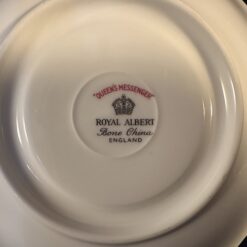 "QUEEN'S MESSENGER"
ROYAL ALBERT
Bone China
ENGLAND